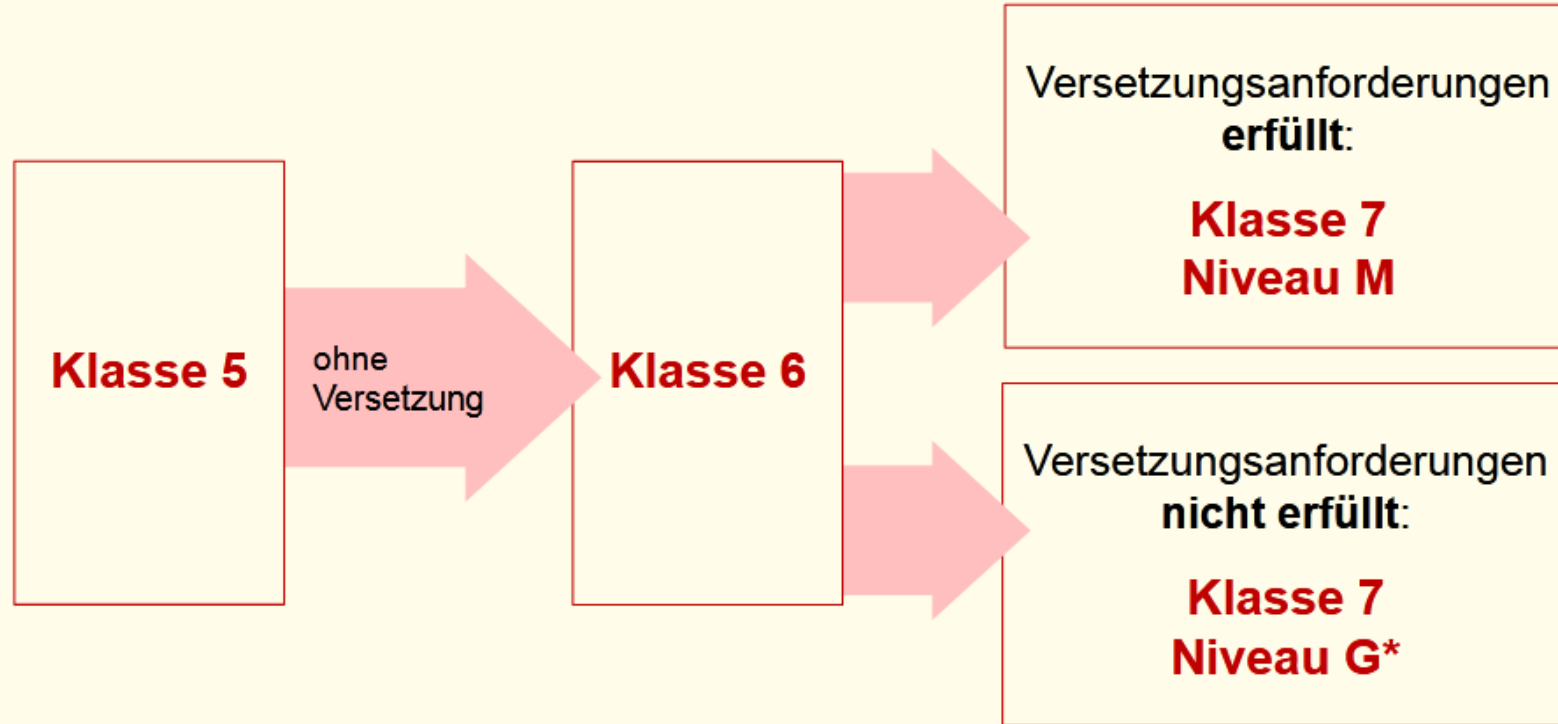 Klasse 5
ohne
Versetzung
Klasse 6
Versetzungsanforderungen
erfüllt:
Klasse 7
Niveau M
Versetzungsanforderungen
nicht erfüllt:
Klasse 7
Niveau G*